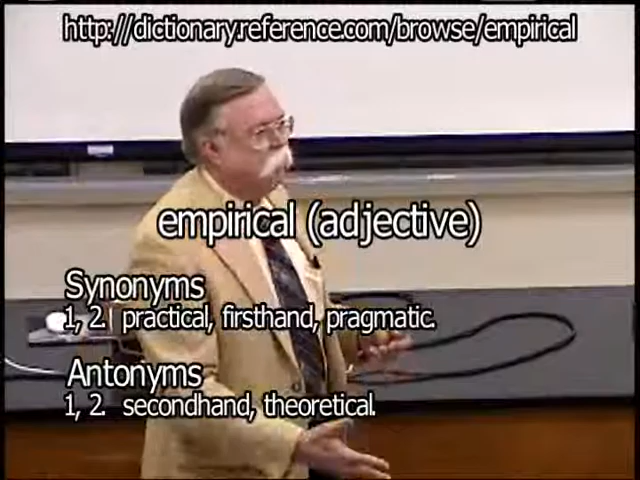 http://dictionary.reference.com/browse/empirical
empirical (adjective)
Synonyms
1, 2. practical, firsthand, pragmatic.
Antonyms
1, 2. secondhand, theoretical.